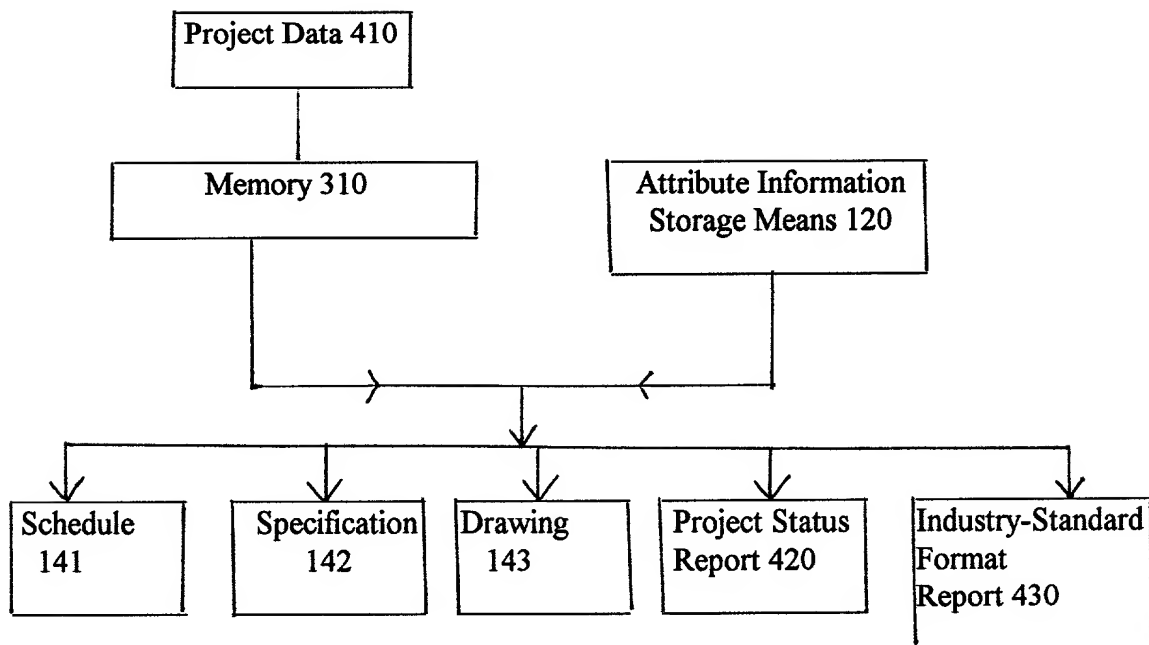 Project Data 410
Memory 310
Attribute Information
Storage Means 120
Schedule
141
Specification
142
Drawing
143
Project Status
Report 420
Industry-Standard
Format
Report 430